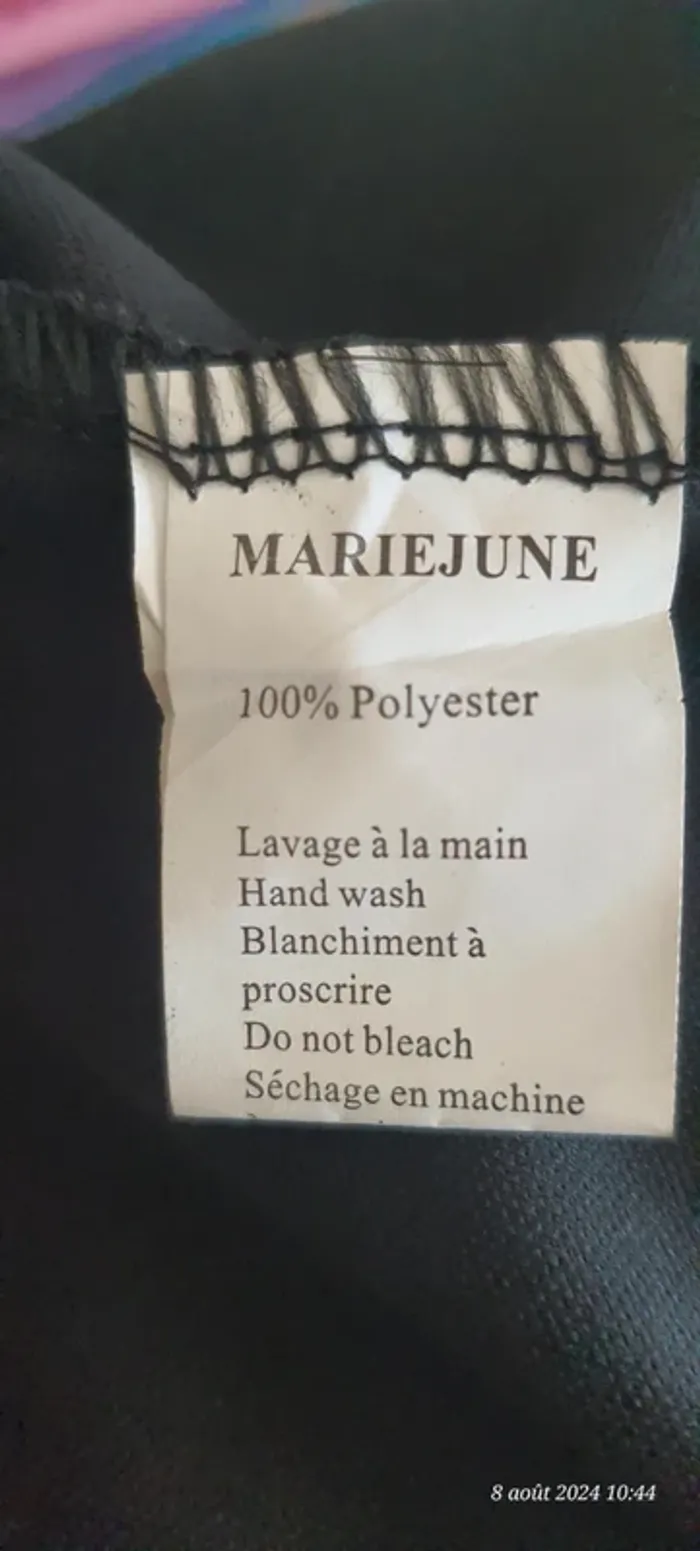 MARIEJUNE
100% Polyester
Lavage à la main
Hand wash
Blanchiment à
proscrire
Do not bleach
Séchage en machine
8 août 2024 10:44